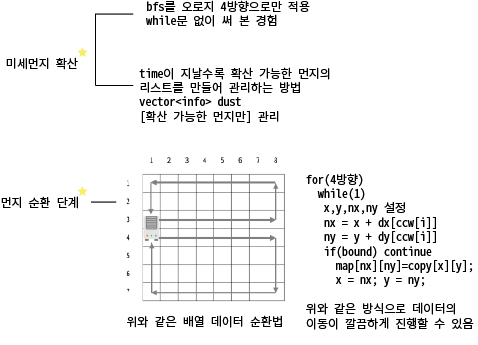 bfs를 오로지 4방향으로만 적용
while문 없이 써 본 경험
미세먼지 확산
time이 지날수록 확산 가능한 먼지의
리스트를 만들어 관리하는 방법
vector<info> dust
[확산 가능한 먼지만] 관리
먼지 순환 단계
1 2 3 4 5 6 7 8
1
2
3
4
5
6
7
위와 같은 배열 데이터 순환법
for(4방향)
while(1)
x,y,nx,ny 설정
nx = x + dx[ccw[i]]
ny = y + dy[ccw[i]]
if(bound) continue
map[nx][ny]=copy[x][y];
x = nx; y = ny;
위와 같은 방식으로 데이터의
이동이 깔끔하게 진행할 수 있음